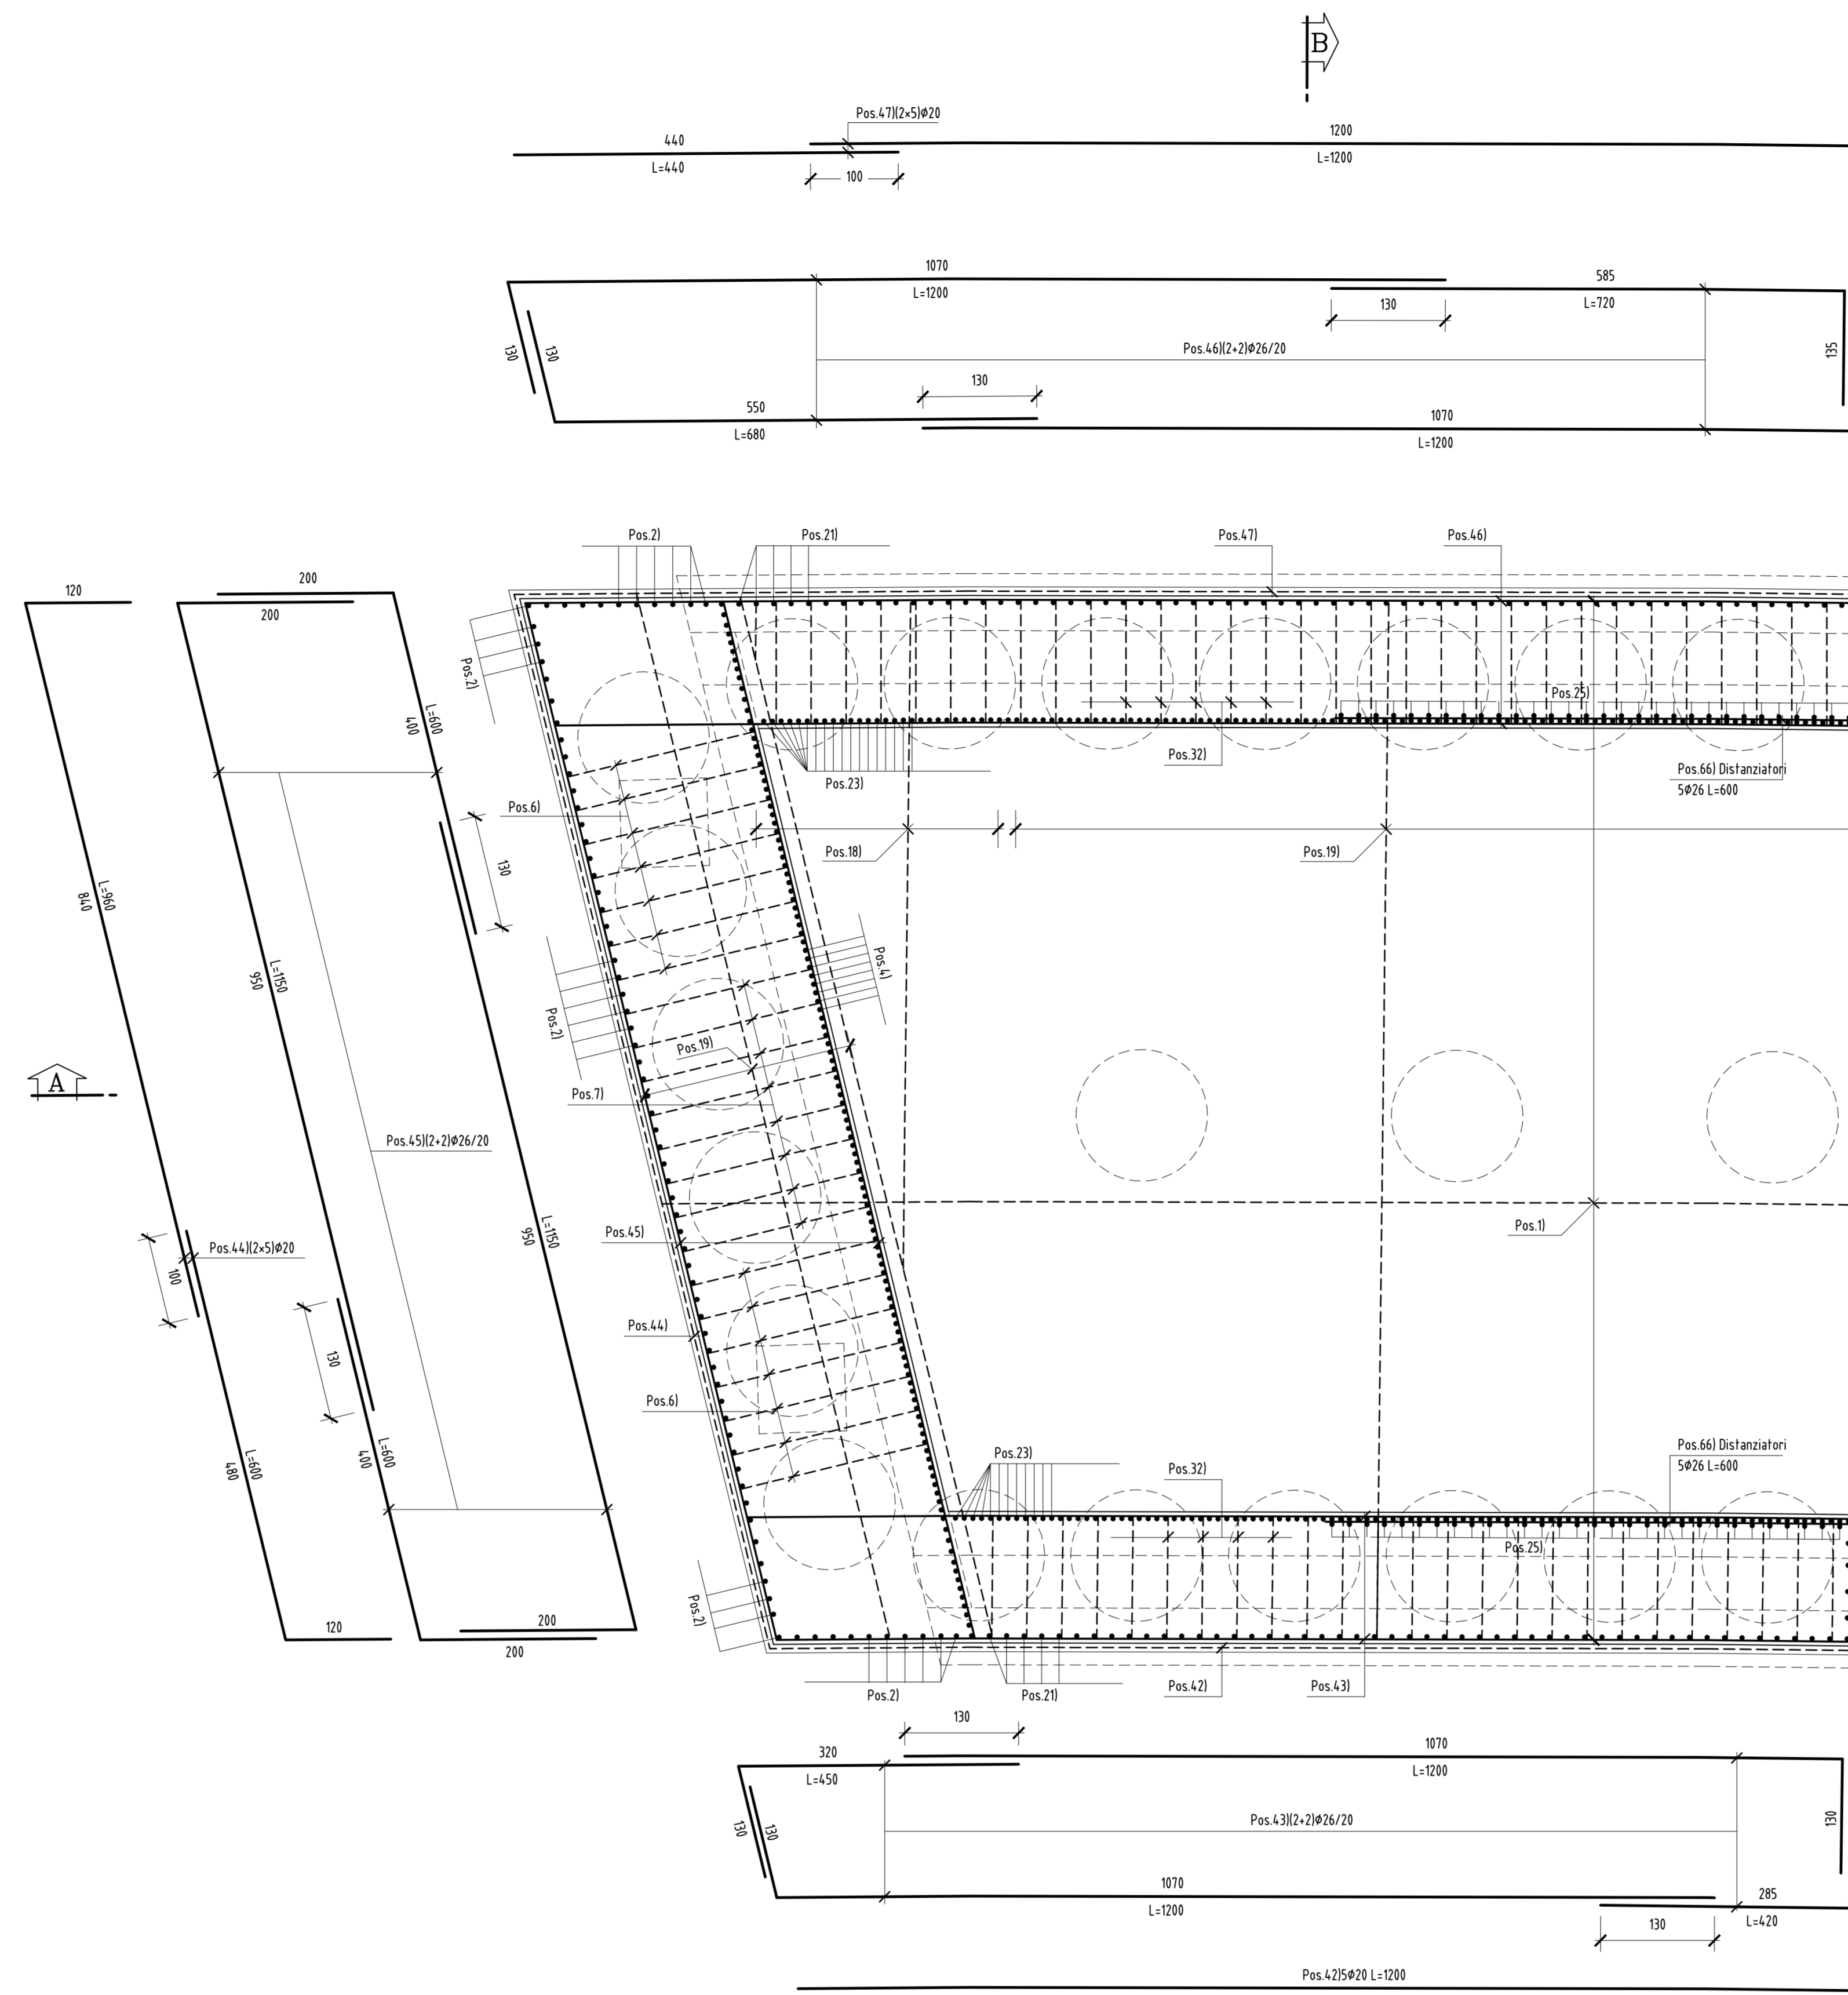 B
Pos.47)(2×5)Ø20
440
L=440
100
1200
L=1200
1070
L=1200
585
L=720
130
130
130
135
Pos.46)(2+2)Ø26/20
130
550
L=680
1070
L=1200
Pos.2)
Pos.21)
Pos.47)
Pos.46)
120
200
200
Pos.2)
L=600
400
Pos.25)
Pos.32)
Pos.66) Distanziatori
5Ø26 L=600
Pos.23)
Pos.6)
Pos.18)
Pos.19)
130
L=960
840
L=1150
950
Pos.4)
Pos.2)
Pos.19)
A
Pos.7)
Pos.45)(2+2)Ø26/20
L=1150
950
Pos.45)
Pos.1)
Pos.44)(2×5)Ø20
100
Pos.44)
130
Pos.6)
L=600
480
L=600
400
Pos.23)
Pos.32)
Pos.66) Distanziatori
5Ø26 L=600
Pos.25)
Pos.2)
120
200
200
Pos.2)
Pos.21)
Pos.42)
Pos.43)
130
320
L=450
1070
L=1200
130
130
Pos.43)(2+2)Ø26/20
130
1070
L=1200
285
L=420
130
Pos.42)5Ø20 L=1200